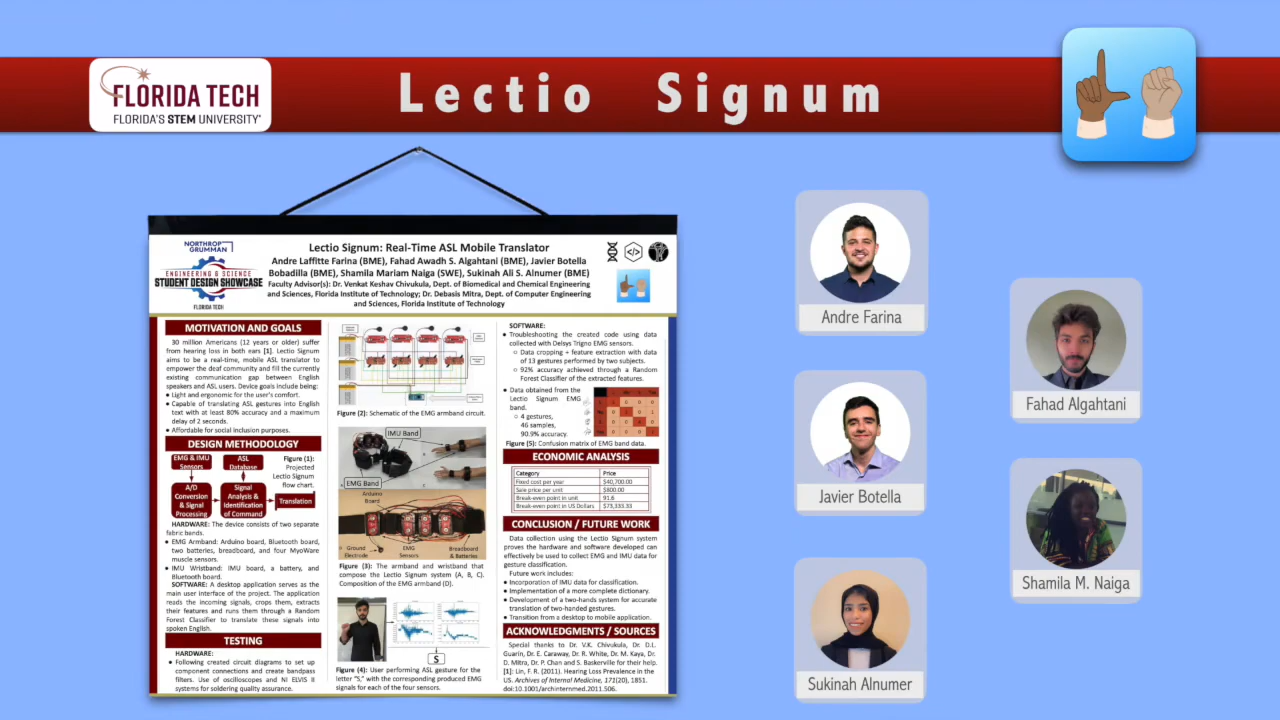 FLORIDA TECH
FLORIDA'S STEM UNIVERSITY
Lectio Signum
NORTHROP
GRUMMAN
ENGINEERING & SCIENCE
STUDENT DESIGN SHOWCASE
FLORIDA TECH
Lectio Signum: Real-Time ASL Mobile Translator
Andre Laffitte Farina (BME), Fahad Awadh S. Algahtani (BME), Javier Botella
Bobadilla (BME), Shamila Mariam Naiga (SWE), Sukinah Ali S. Alnumer (BME)
Faculty Advisor(s): Dr. Venkat Keshav Chivukula, Dept. of Biomedical and Chemical Engineering
and Sciences, Florida Institute of Technology; Dr. Debasis Mitra, Dept. of Computer Engineering
and Sciences, Florida Institute of Technology
MOTIVATION AND GOALS
30 million Americans (12 years or older) suffer
from hearing loss in both ears [1]. Lectio Signum
aims to be a real-time, mobile ASL translator to
empower the deaf community and fill the currently
existing communication gap between English
speakers and ASL users. Device goals include being:
● Light and ergonomic for the user's comfort.
● Capable of translating ASL gestures into English
text with at least 80% accuracy and a maximum
delay of 2 seconds.
● Affordable for social inclusion purposes.
DESIGN METHODOLOGY
EMG & IMU
Sensors
ASL
Database
A/D
Conversion
& Signal
Processing
Signal
Analysis &
Identification
of Command
Translation
Figure (1):
Projected
Lectio Signum
flow chart.
HARDWARE: The device consists of two separate
fabric bands.
● EMG Armband: Arduino board, Bluetooth board,
two batteries, breadboard, and four MyoWare
muscle sensors.
● IMU Wristband: IMU board, a battery, and
Bluetooth board.
SOFTWARE: A desktop application serves as the
main user interface of the project. The application
reads the incoming signals, crops them, extracts
their features and runs them through a Random
Forest Classifier to translate these signals into
spoken English.
TESTING
HARDWARE:
● Following created circuit diagrams to set up
component connections and create bandpass
filters. Use of oscilloscopes and NI ELVIS II
systems for soldering quality assurance.
Figure (2): Schematic of the EMG armband circuit.
IMU Band
EMG Band
Arduino
Board
Ground
Electrode
EMG
Sensors
Breadboard
& Batteries
Figure (3): The armband and wristband that
compose the Lectio Signum system (A, B, C).
Composition of the EMG armband (D).
S
Figure (4): User performing ASL gesture for the
letter "S," with the corresponding produced EMG
signals for each of the four sensors.
SOFTWARE:
● Troubleshooting the created code using data
collected with Delsys Trigno EMG sensors.
○ Data cropping + feature extraction with data
of 13 gestures performed by two subjects.
○ 92% accuracy achieved through a Random
Forest Classifier of the extracted features.
● Data obtained from the
Lectio Signum EMG
band.
○ 4 gestures,
46 samples,
90.9% accuracy.
Figure (5): Confusion matrix of EMG band data.
ECONOMIC ANALYSIS
Category Price
Fixed cost per year $40,700.00
Sale price per unit $800.00
Break-even point in unit 91.6
Break-even point in US Dollars $73,333.33
CONCLUSION / FUTURE WORK
Data collection using the Lectio Signum system
proves the hardware and software developed can
effectively be used to collect EMG and IMU data for
gesture classification.
Future work includes:
● Incorporation of IMU data for classification.
● Implementation of a more complete dictionary.
● Development of a two-hands system for accurate
translation of two-handed gestures.
● Transition from a desktop to mobile application.
ACKNOWLEDGMENTS / SOURCES
Special thanks to Dr. V.K. Chivukula, Dr. D.L.
Guarin, Dr. E. Caraway, Dr. R. White, Dr. M. Kaya, Dr.
D. Mitra, Dr. P. Chan and S. Baskerville for their help.
[1]: Lin, F. R. (2011). Hearing Loss Prevalence in the
US. Archives of Internal Medicine, 171(20), 1851.
doi:10.1001/archinternmed.2011.506.
Andre Farina
Fahad Algahtani
Javier Botella
Shamila M. Naiga
Sukinah Alnumer